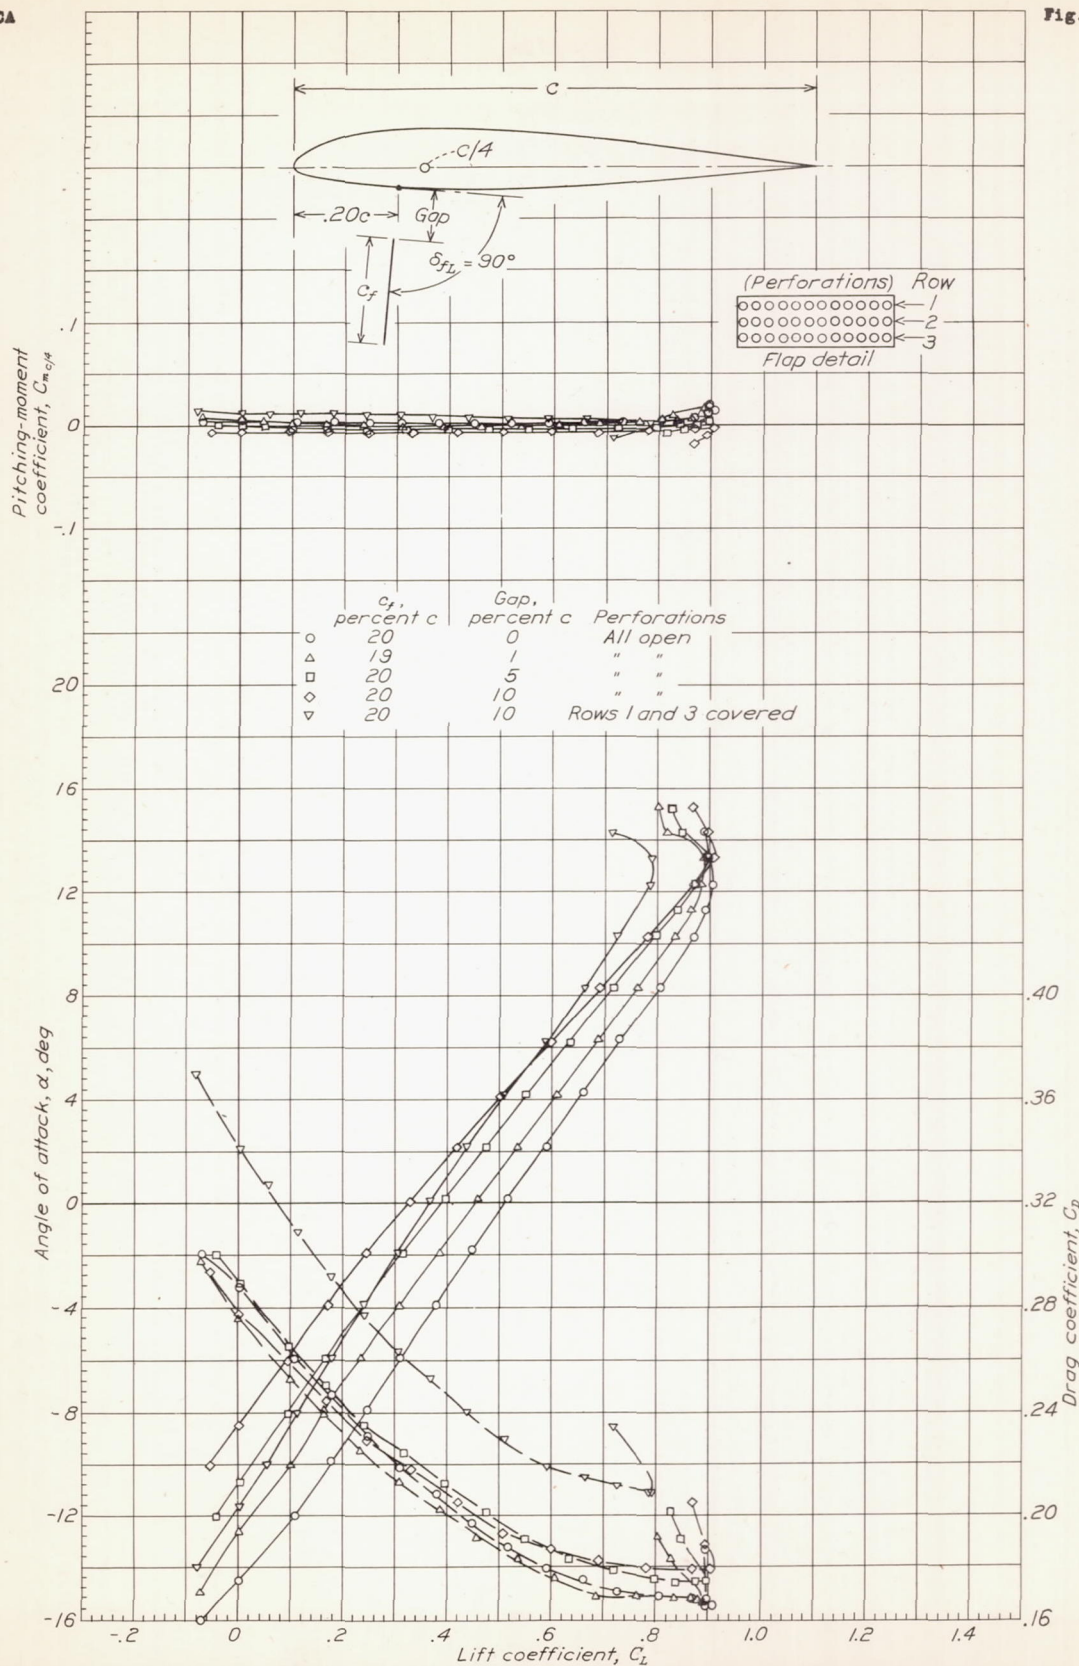 CA
Fig.
c
c/4
.20c
Gap
δfL = 90°
cf
(Perforations) Row
1
2
3
Flap detail
Pitching-moment
coefficient, Cmc/4
.1
0
-.1
cf, Gap,
percent c percent c Perforations
20 0 All open
19 1 " "
20 5 " "
20 10 " "
20 10 Rows 1 and 3 covered
Angle of attack, α, deg
20
16
12
8
4
0
-4
-8
-12
-16
.40
.36
.32
.28
.24
.20
.16
Drag coefficient, CD
-.2 0 .2 .4 .6 .8 1.0 1.2 1.4
Lift coefficient, CL